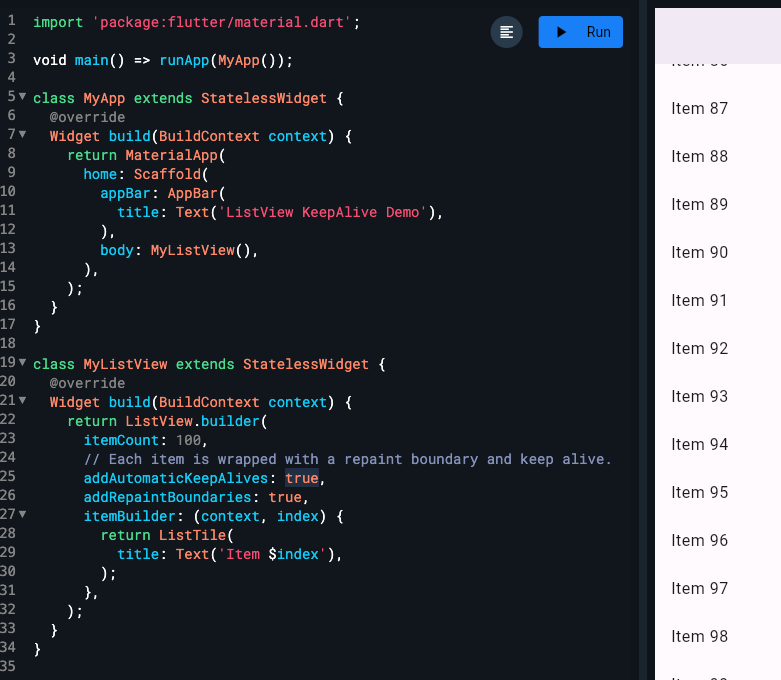 1 import 'package:flutter/material.dart';
2
3 void main() => runApp(MyApp());
4
5 class MyApp extends StatelessWidget {
6   @override
7   Widget build(BuildContext context) {
8     return MaterialApp(
9       home: Scaffold(
10         appBar: AppBar(
11           title: Text('ListView KeepAlive Demo'),
12         ),
13         body: MyListView(),
14       ),
15     );
16   }
17 }
18
19 class MyListView extends StatelessWidget {
20   @override
21   Widget build(BuildContext context) {
22     return ListView.builder(
23       itemCount: 100,
24       // Each item is wrapped with a repaint boundary and keep alive.
25       addAutomaticKeepAlives: true,
26       addRepaintBoundaries: true,
27       itemBuilder: (context, index) {
28         return ListTile(
29           title: Text('Item $index'),
30         );
31       },
32     );
33   }
34 }
35
Run
Item 87
Item 88
Item 89
Item 90
Item 91
Item 92
Item 93
Item 94
Item 95
Item 96
Item 97
Item 98